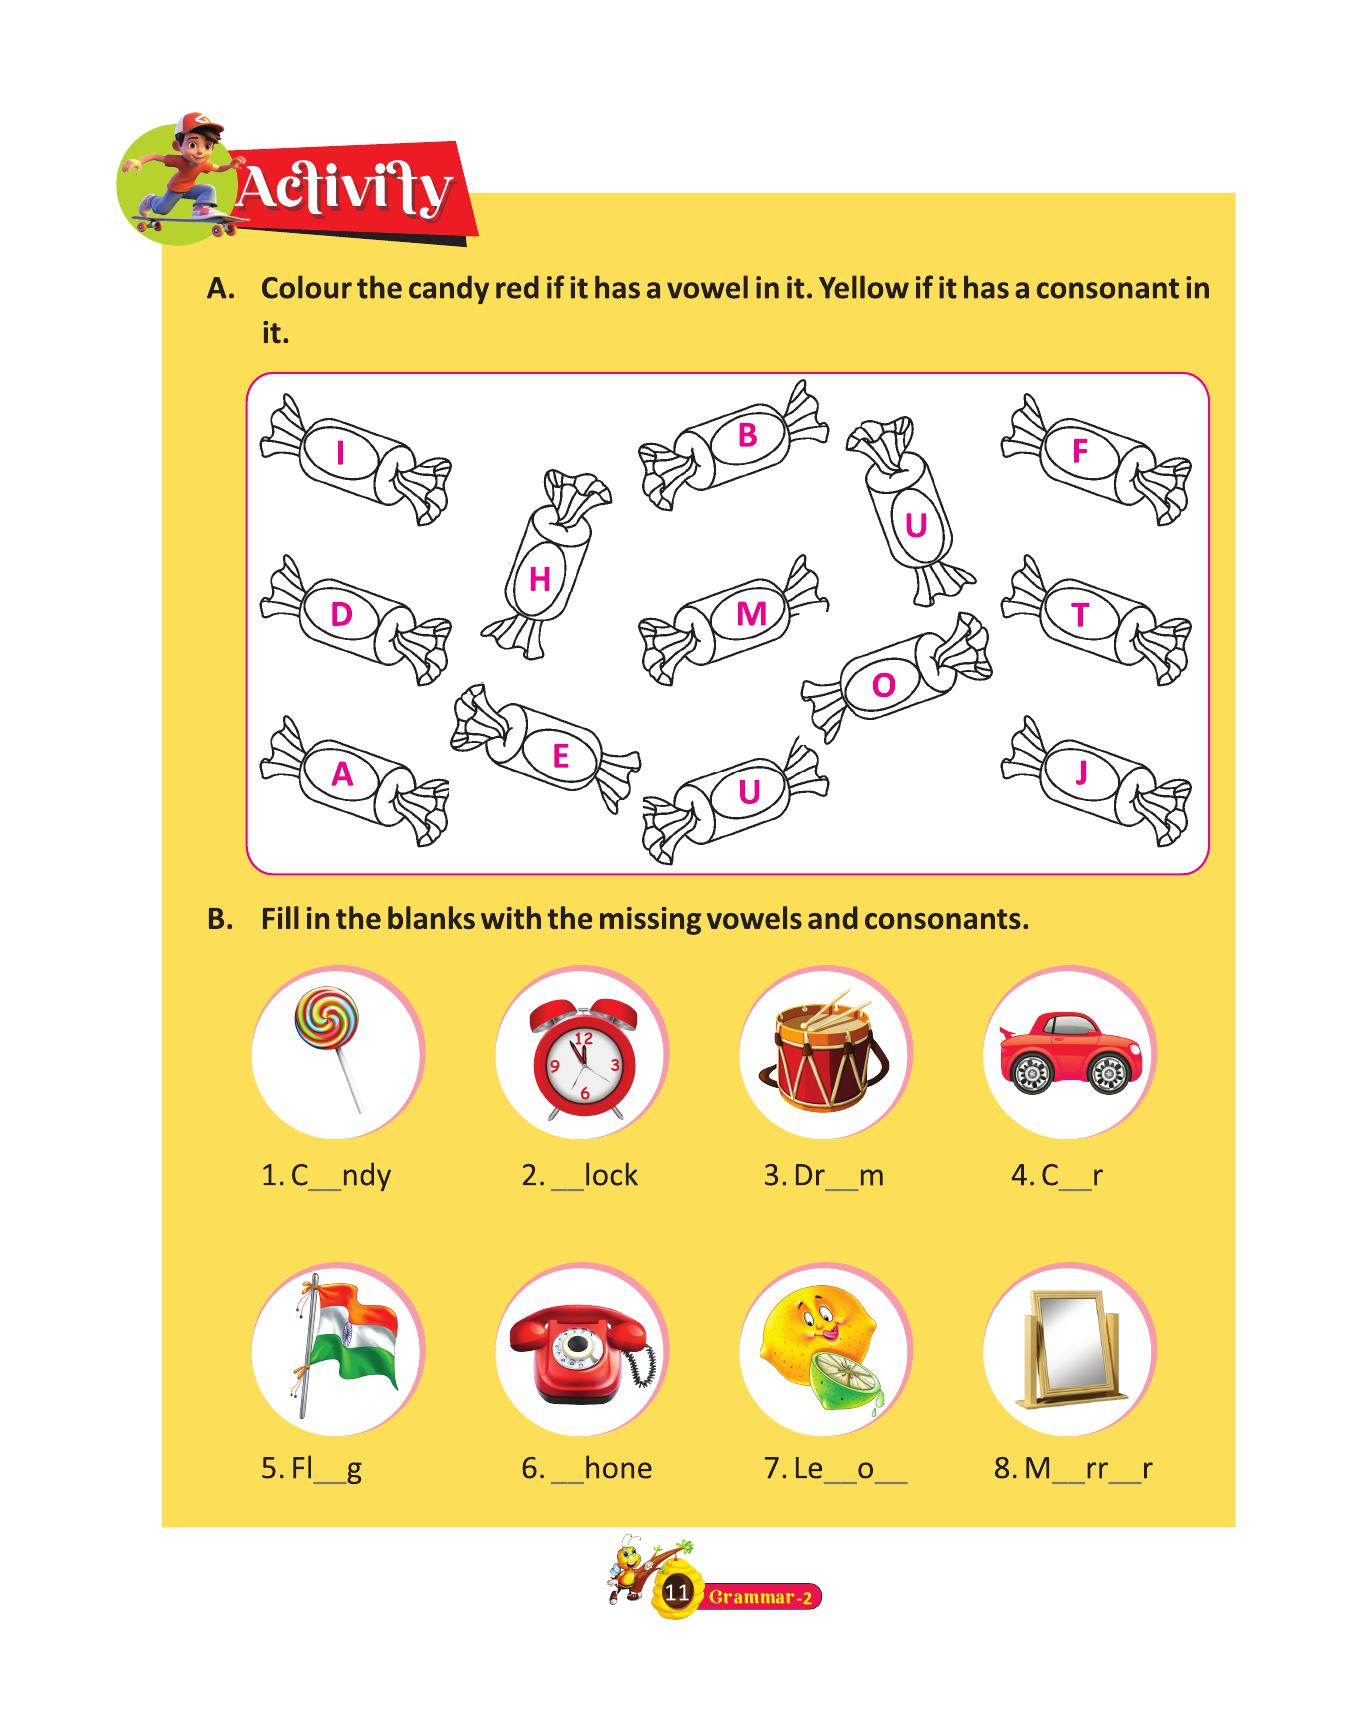 Activity
A. Colour the candy red if it has a vowel in it. Yellow if it has a consonant in
it.
I
B
F
U
H
D
M
T
O
E
A
U
J
B. Fill in the blanks with the missing vowels and consonants.
12
9 3
6
1. C__ndy 2. __lock 3. Dr__m 4. C__r
5. Fl__g 6. __hone 7. Le__o__ 8. M__rr__r
11 Grammar-2